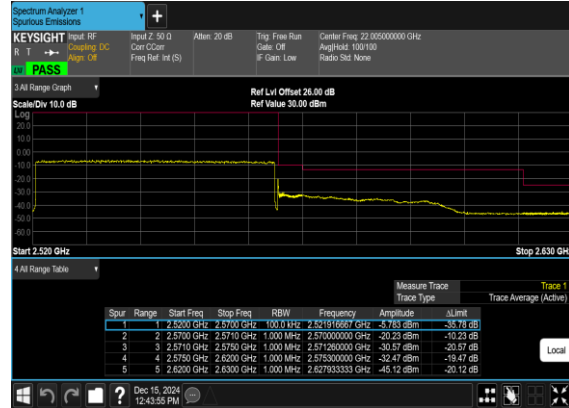 Spectrum Analyzer 1
Spurious Emissions
KEYSIGHT Input: RF Input Z: 50 Ω Atten: 20 dB Trig: Free Run Center Freq: 22.005000000 GHz
R T Coupling: DC Corr CCorr Gate: Off Avg|Hold: 100/100
Align: Off Freq Ref: Int (S) IF Gain: Low Radio Std: None
PASS
3 All Range Graph
Ref Lvl Offset 26.00 dB
Scale/Div 10.0 dB Ref Value 30.00 dBm
Log
20.0
10.0
0.00
-10.0
-20.0
-30.0
-40.0
-50.0
-60.0
Start 2.520 GHz Stop 2.630 GH
4 All Range Table
Measure Trace Trace 1
Trace Type Trace Average (Active)
Spur Range Start Freq Stop Freq RBW Frequency Amplitude ΔLimit
1 1 2.5200 GHz 2.5700 GHz 100.0 kHz 2.521916667 GHz -5.783 dBm -35.78 dB
2 2 2.5700 GHz 2.5710 GHz 1.000 MHz 2.570000000 GHz -20.23 dBm -10.23 dB
3 3 2.5710 GHz 2.5750 GHz 1.000 MHz 2.571260000 GHz -30.57 dBm -20.57 dB
4 4 2.5750 GHz 2.6200 GHz 1.000 MHz 2.575300000 GHz -32.47 dBm -19.47 dB
5 5 2.6200 GHz 2.6300 GHz 1.000 MHz 2.627933333 GHz -45.12 dBm -20.12 dB
Local
Dec 15, 2024
12:43:55 PM